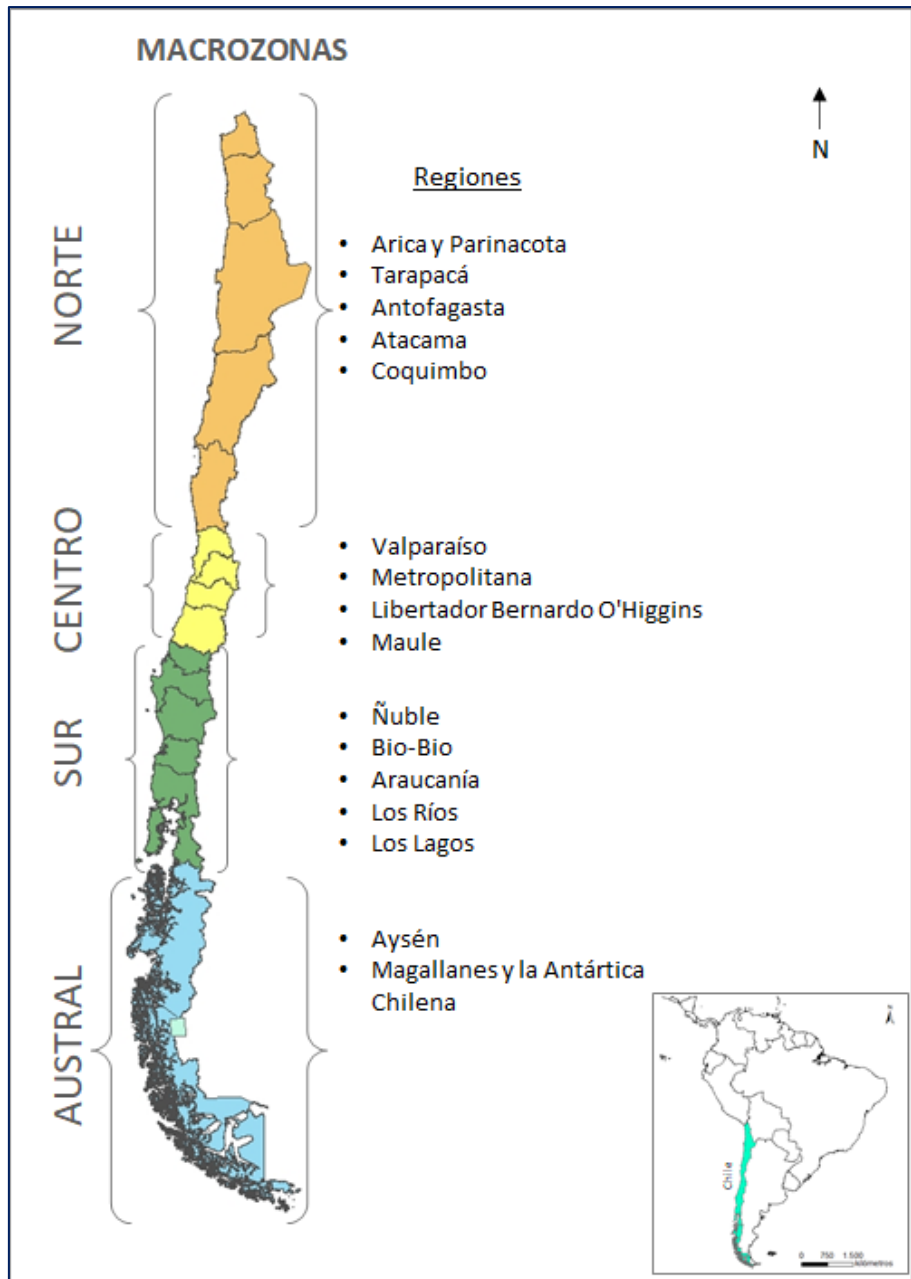 MACROZONAS
N
Regiones
NORTE
• Arica y Parinacota
• Tarapacá
• Antofagasta
• Atacama
• Coquimbo
CENTRO
• Valparaíso
• Metropolitana
• Libertador Bernardo O'Higgins
• Maule
SUR
• Ñuble
• Bio-Bio
• Araucanía
• Los Ríos
• Los Lagos
AUSTRAL
• Aysén
• Magallanes y la Antártica
Chilena
Chile
0 750 1.500
kilómetros